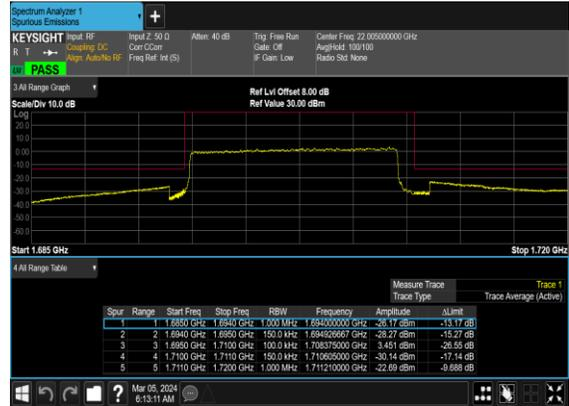 Spectrum Analyzer 1
Spurious Emissions
KEYSIGHT Input: RF Input Z: 50 Ω Atten: 40 dB Trig: Free Run Center Freq: 22.005000000 GHz
R T Coupling: DC Corr CCorr Gate: Off Avg|Hold: 100/100
Align: Auto/No RF Freq Ref: Int (S) IF Gain: Low Radio Std: None
PASS
3 All Range Graph
Ref Lvl Offset 8.00 dB
Scale/Div 10.0 dB Ref Value 30.00 dBm
Log
20.0
10.0
0.00
-10.0
-20.0
-30.0
-40.0
-50.0
-60.0
Start 1.685 GHz Stop 1.720 GHz
4 All Range Table
Measure Trace Trace 1
Trace Type Trace Average (Active)
Spur Range Start Freq Stop Freq RBW Frequency Amplitude ΔLimit
1 1 1.6850 GHz 1.6940 GHz 1.000 MHz 1.694000000 GHz -26.17 dBm -13.17 dB
2 2 1.6940 GHz 1.6950 GHz 150.0 kHz 1.694926667 GHz -28.27 dBm -15.27 dB
3 3 1.6950 GHz 1.7100 GHz 100.0 kHz 1.708375000 GHz 3.451 dBm -26.55 dB
4 4 1.7100 GHz 1.7110 GHz 150.0 kHz 1.710605000 GHz -30.14 dBm -17.14 dB
5 5 1.7110 GHz 1.7200 GHz 1.000 MHz 1.711210000 GHz -22.69 dBm -9.688 dB
Mar 05, 2024
6:13:11 AM